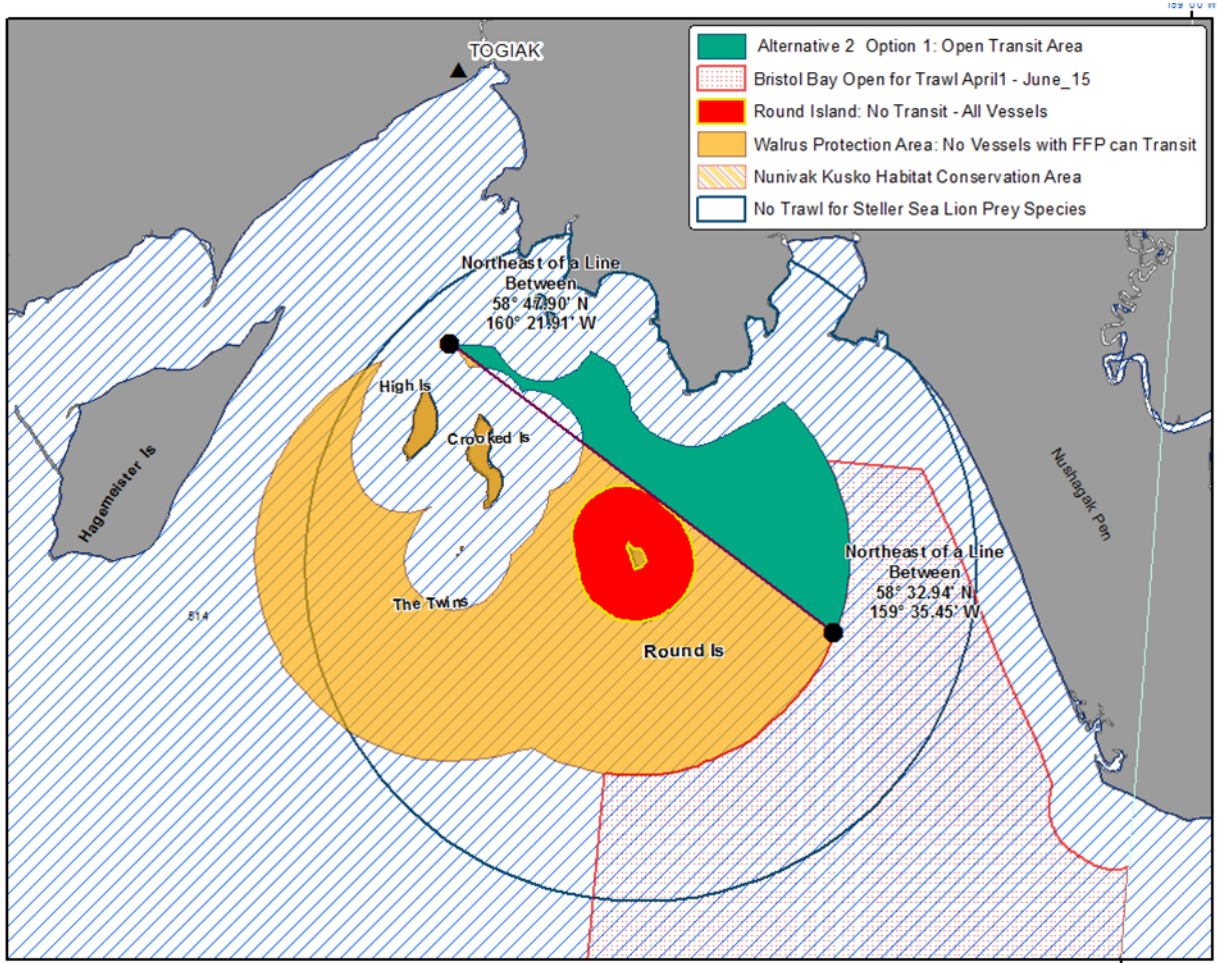 159°00'W
TOGIAK
Alternative 2 Option 1: Open Transit Area
Bristol Bay Open for Trawl April1 - June_15
Round Island: No Transit - All Vessels
Walrus Protection Area: No Vessels with FFP can Transit
Nunivak Kusko Habitat Conservation Area
No Trawl for Steller Sea Lion Prey Species
Northeast of a Line
Between
58° 47.90' N
160° 21.91' W
High Is
Crooked Is
Hagemeister Is
Nushagak Pen
Northeast of a Line
Between
58° 32.94' N
159° 35.45' W
The Twins
514
Round Is